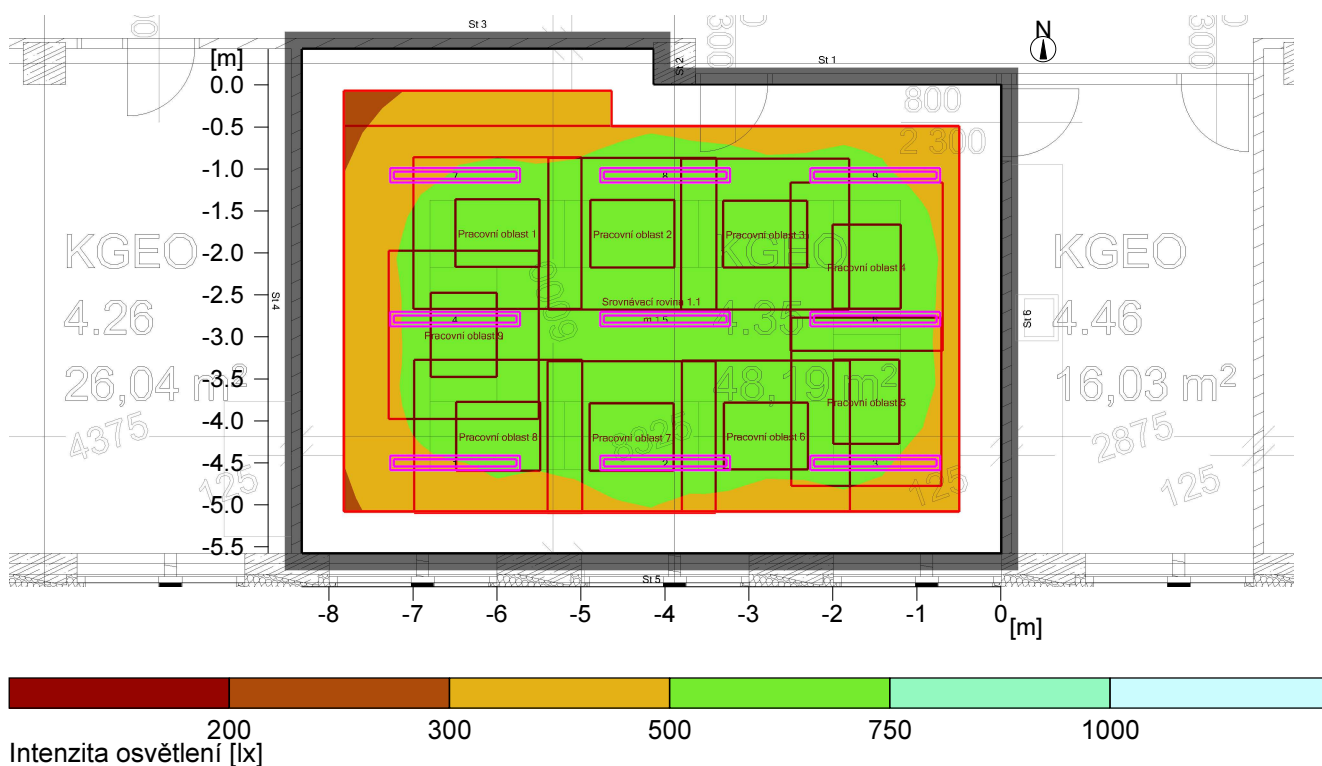 St 3
N
[m]
St 2
St 1
300
300
0.0
800
2 300
-0.5
-1.0
7
8
9
-1.5
Pracovní oblast 1
Pracovní oblast 2
Pracovní oblast 3
-2.0
KGEO
KGEO
KGEO
Pracovní oblast 4
-2.5
Srovnávací rovina 1.1
St 4
St 6
4.26
4
m 1.5
4.35
6
4.46
-3.0
Pracovní oblast 9
-3.5
26,04 m²
48,19 m²
16,03 m²
Pracovní oblast 5
-4.0
4375
Pracovní oblast 8
Pracovní oblast 7
8925
Pracovní oblast 6
2875
-4.5
1
2
3
125
125
125
-5.0
-5.5
St 5
-8
-7
-6
-5
-4
-3
-2
-1
0
[m]
200
300
500
750
1000
Intenzita osvětlení [lx]